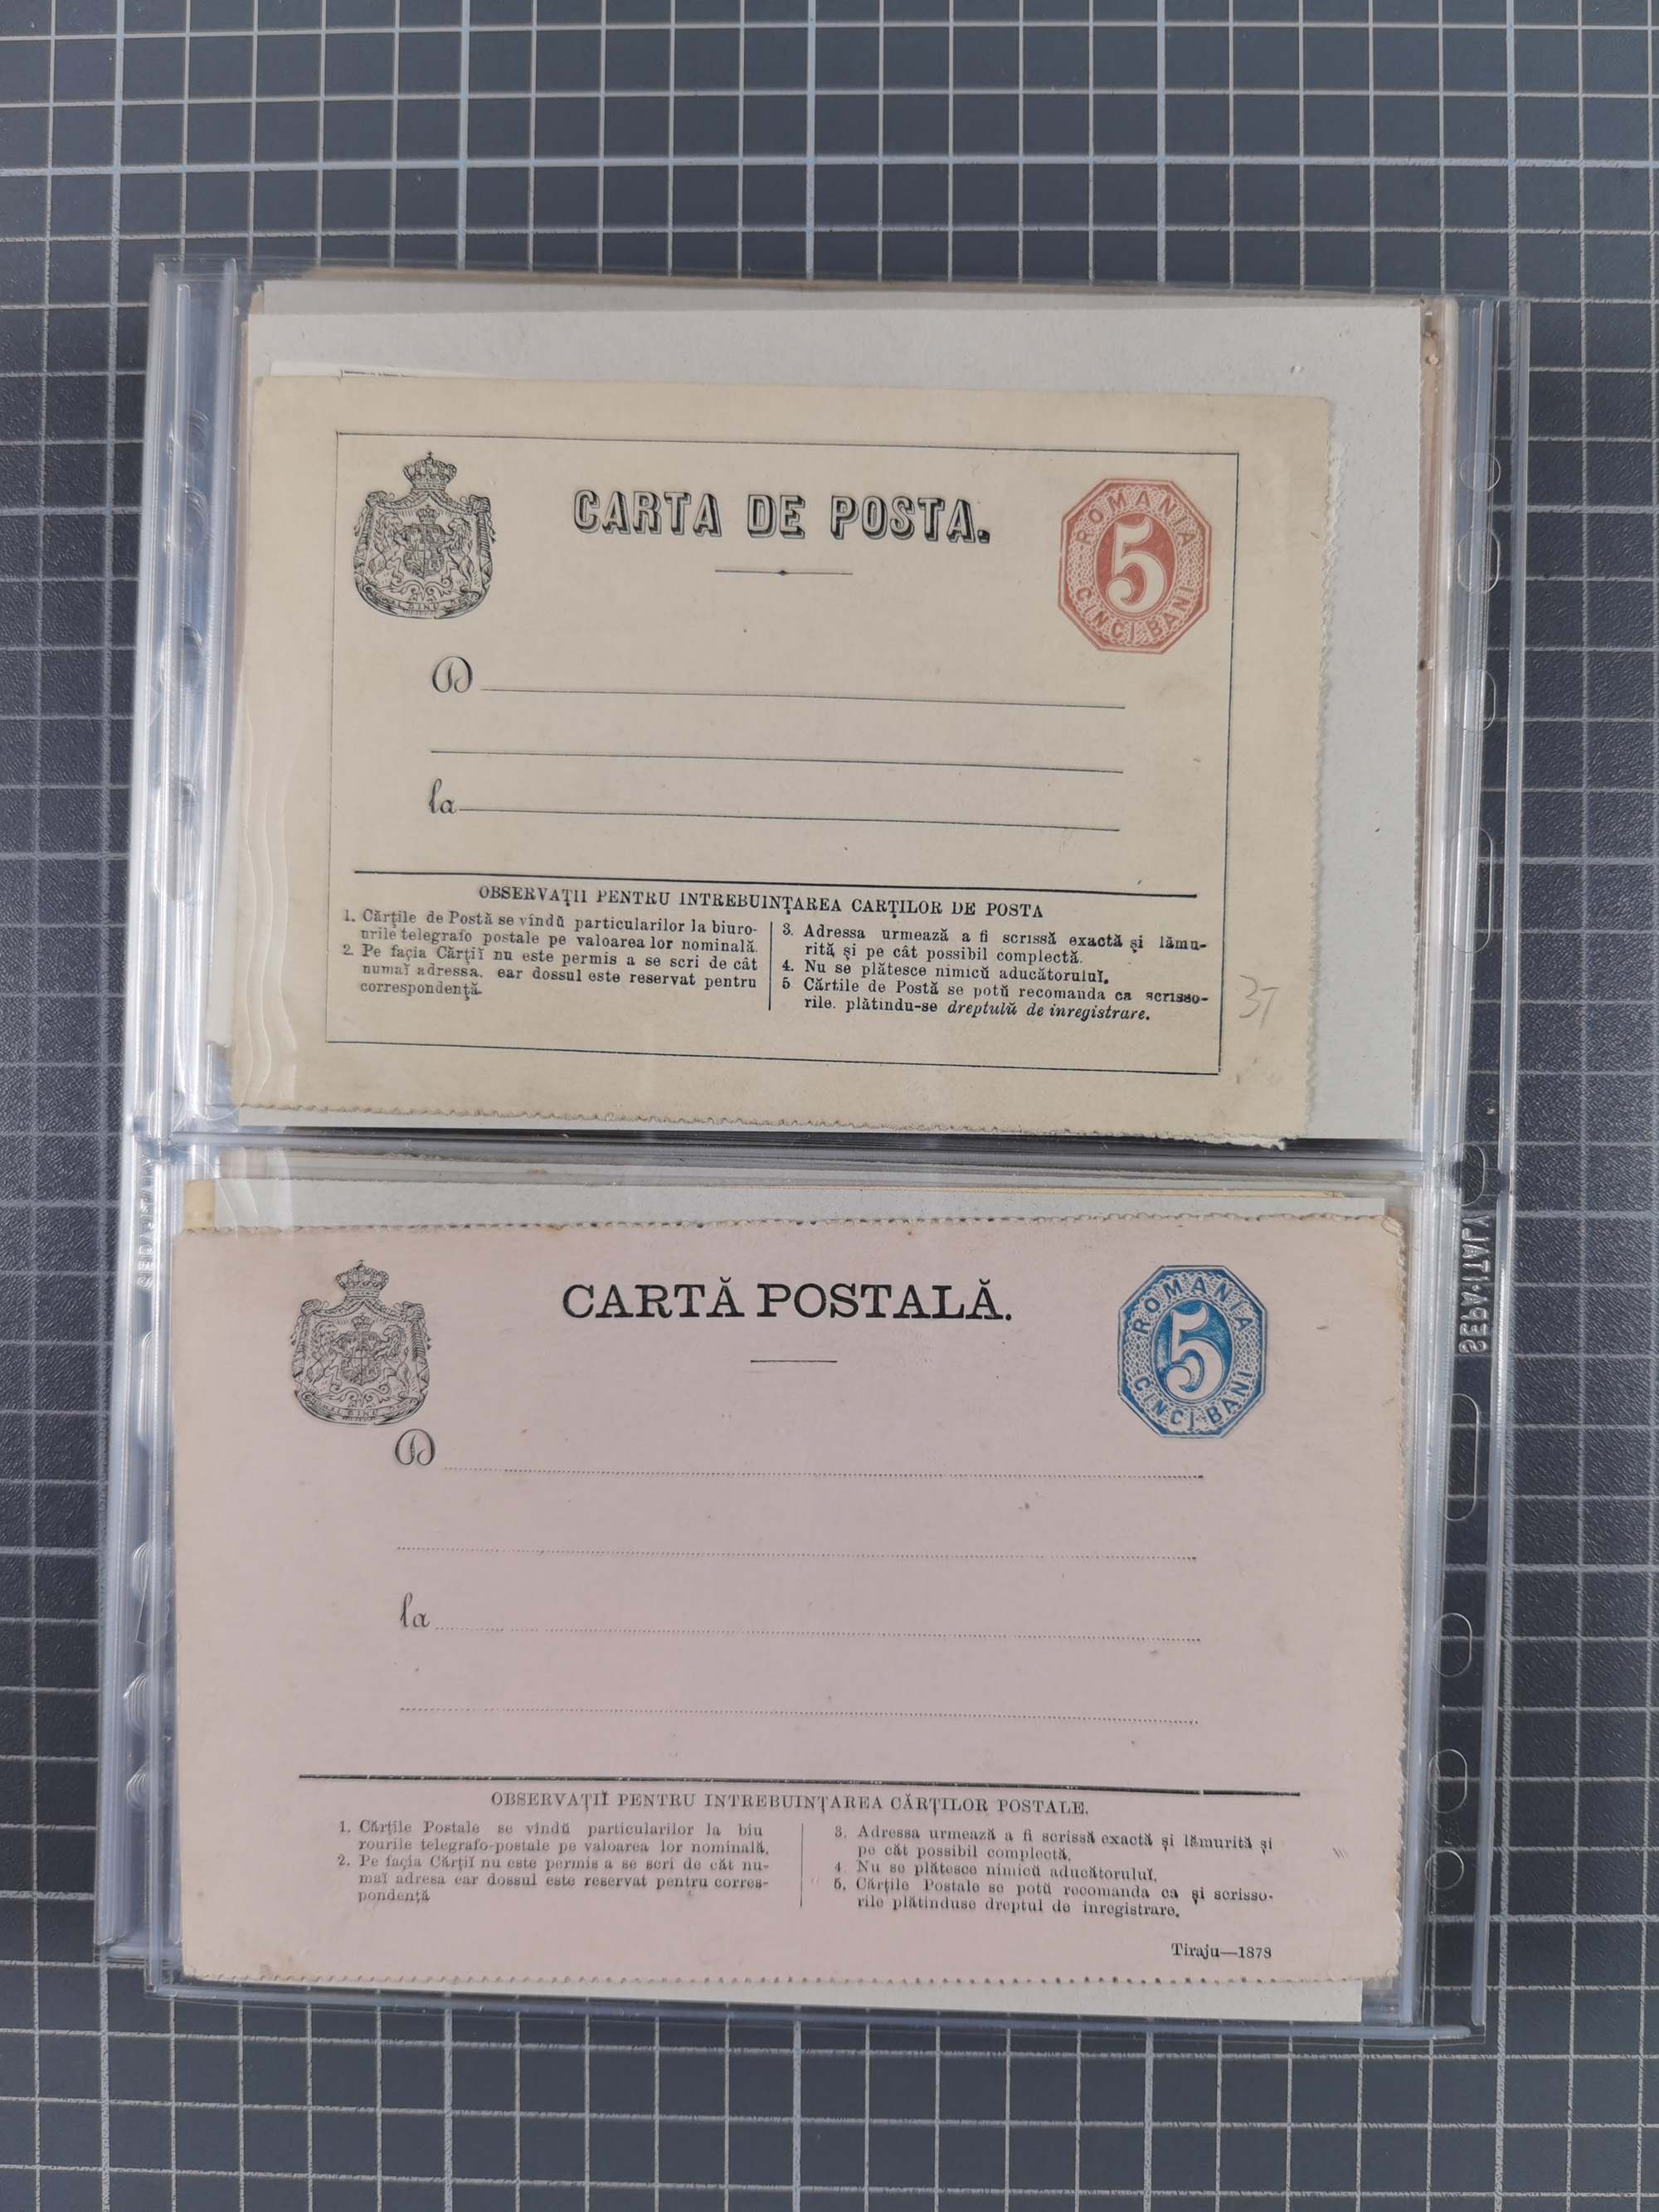 CARTA DE POSTA.
ROMANIA
5
CINCI BANI
D
la
OBSERVAŢII PENTRU INTREBUINŢAREA CARŢILOR DE POSTA
1. Cărţile de Postă se vîndŭ particularilor la biuro-
urile telegrafo postale pe valoarea lor nominală.
2. Pe façia Cărţiĭ nu este permis a se scri de cât
numaĭ adressa, ear dossul este reservat pentru
correspondenţă.
3. Adressa urmează a fi scrissă exactă şi lămu-
rită şi pe cât possibil complectă.
4. Nu se plătesce nimicŭ aducătoruluĭ.
5 Cărtile de Postă se potŭ recomanda ca scrisso-
rile. plătindu-se dreptulŭ de inregistrare.
37
CARTĂ POSTALĂ.
ROMANIA
5
CINCI BANI
D
la
OBSERVAŢIĬ PENTRU INTREBUINŢAREA CĂRŢILOR POSTALE.
1. Cărţile Postale se vîndŭ particularilor la biu
rourile telegrafo-postale pe valoarea lor nominală.
2. Pe façia Cărţiĭ nu este permis a se scri de cât nu-
maĭ adresa ear dossul este reservat pentru corres-
pondenţă
3. Adressa urmează a fi scrissă exactă şi lămurită şi
pe cât possibil complectă,
4 Nu se plătesce nimicŭ aducătoruluĭ.
5. Cărţile Postale se potŭ recomanda ca şi scrisso-
rile plătinduse dreptul de inregistrare.
Tiraju—1878
SEPA-ITALY